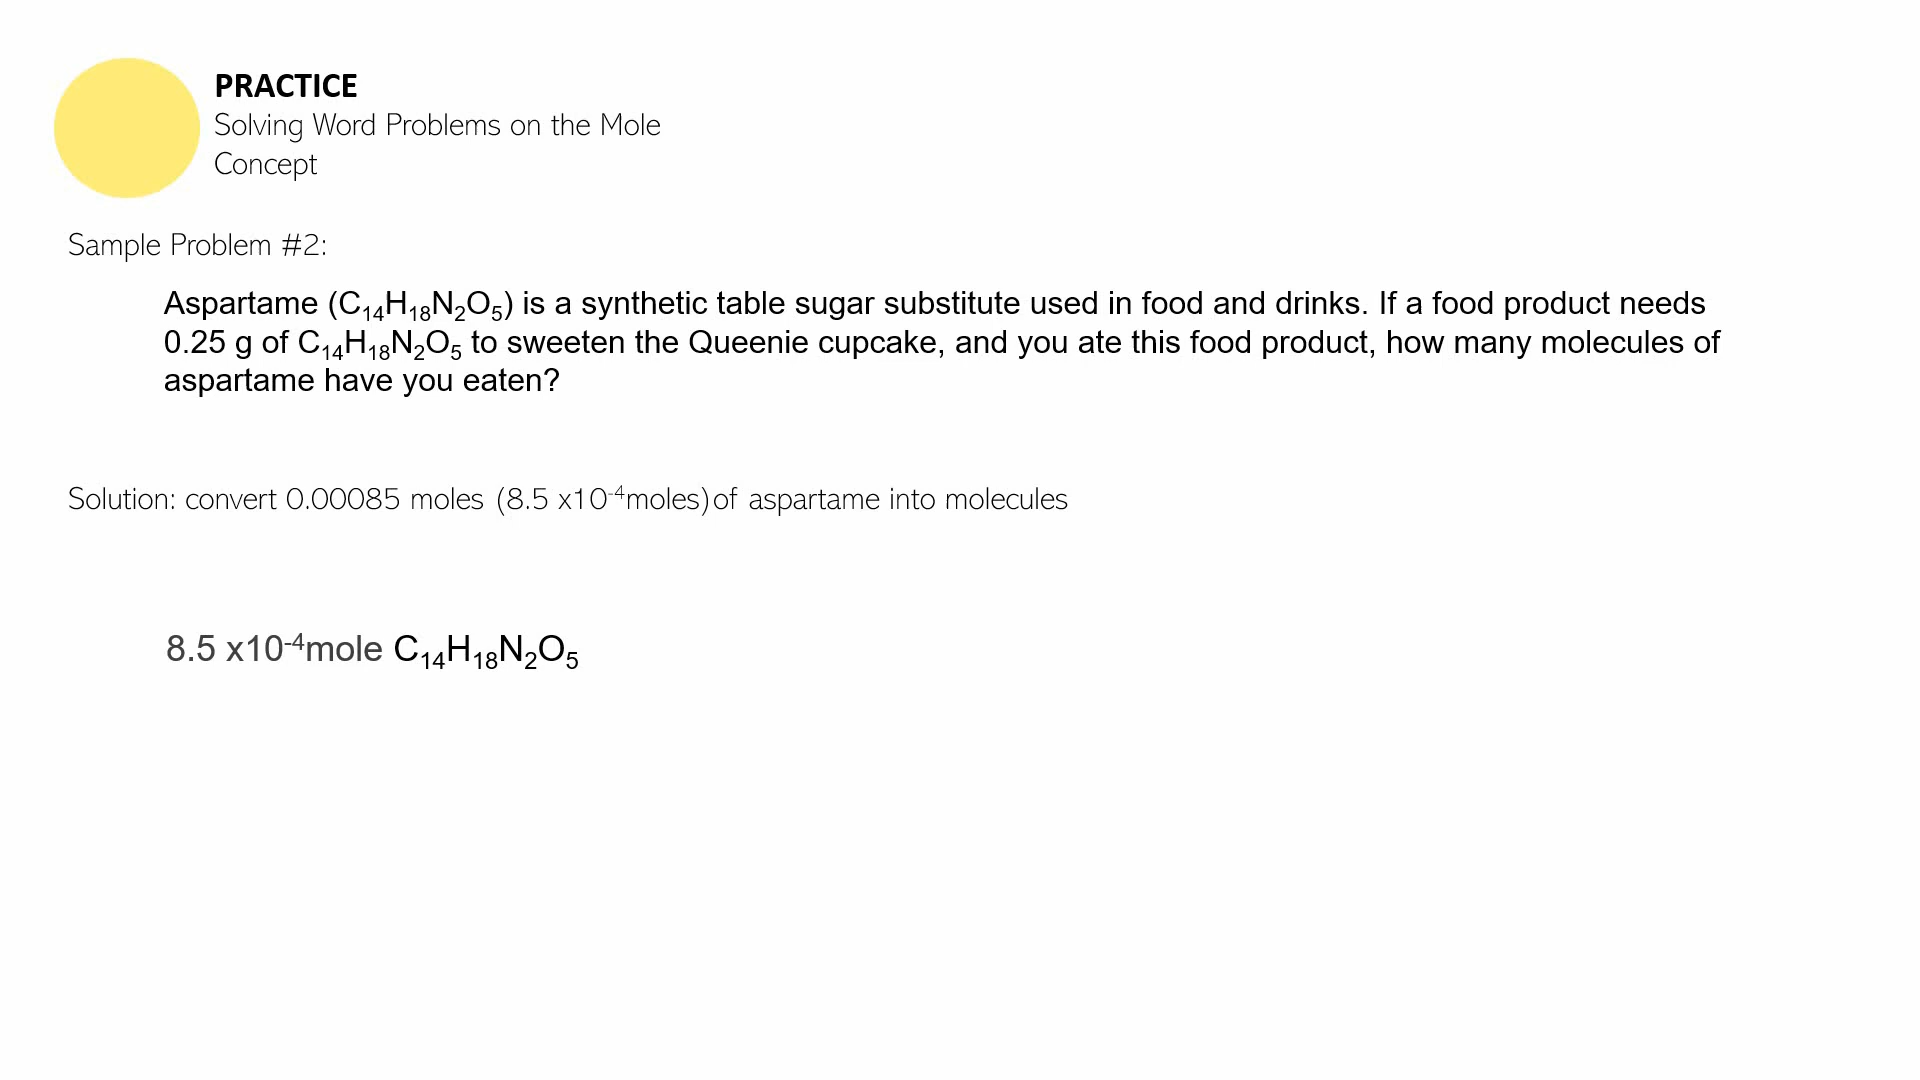 PRACTICE
Solving Word Problems on the Mole
Concept
Sample Problem #2:
Aspartame (C₁₄H₁₈N₂O₅) is a synthetic table sugar substitute used in food and drinks. If a food product needs
0.25 g of C₁₄H₁₈N₂O₅ to sweeten the Queenie cupcake, and you ate this food product, how many molecules of
aspartame have you eaten?
Solution: convert 0.00085 moles (8.5 x10⁻⁴moles) of aspartame into molecules
8.5 x10⁻⁴mole C₁₄H₁₈N₂O₅